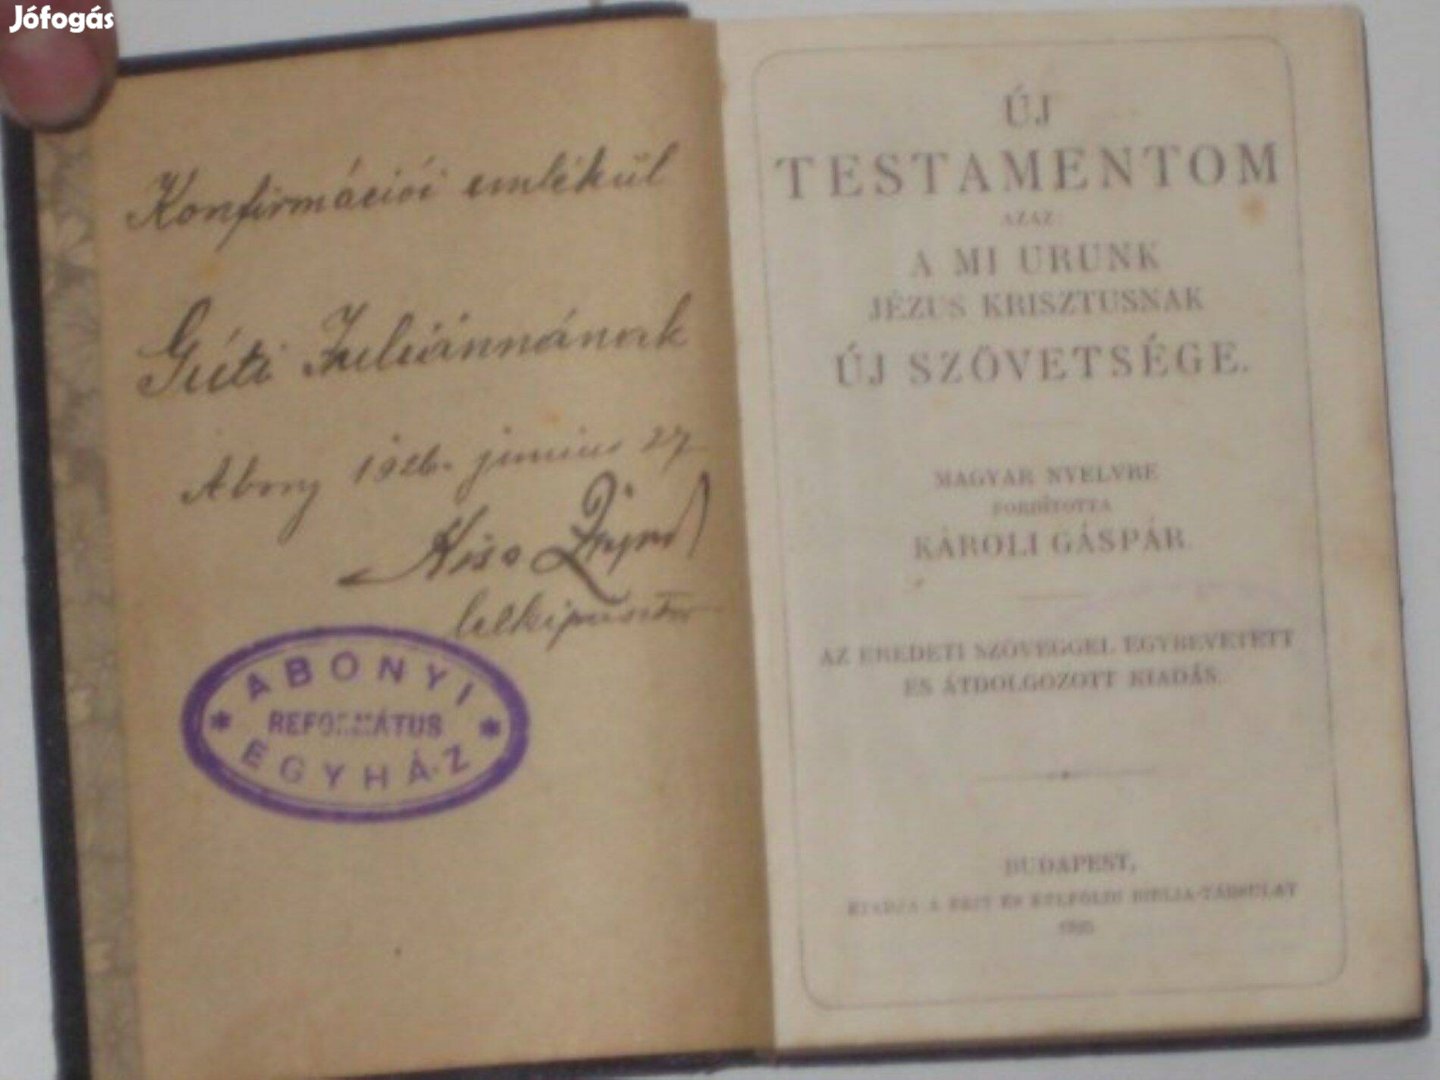 Jófogás
Konfirmációi emlékül
Juliánnának
Abony 1926. június 27
Kiss
lelkipásztor
ABONYI
REFORMÁTUS
EGYHÁZ
ÚJ
TESTAMENTOM
AZAZ
A MI URUNK
JÉZUS KRISZTUSNAK
ÚJ SZÖVETSÉGE.
MAGYAR NYELVRE
FORDÍTOTTA
KÁROLI GÁSPÁR.
AZ EREDETI SZÖVEGGEL EGYBEVETETT
ÉS ÁTDOLGOZOTT KIADÁS.
BUDAPEST,
KIADJA A BRIT ÉS KÜLFÖLDI BIBLIA-TÁRSULAT